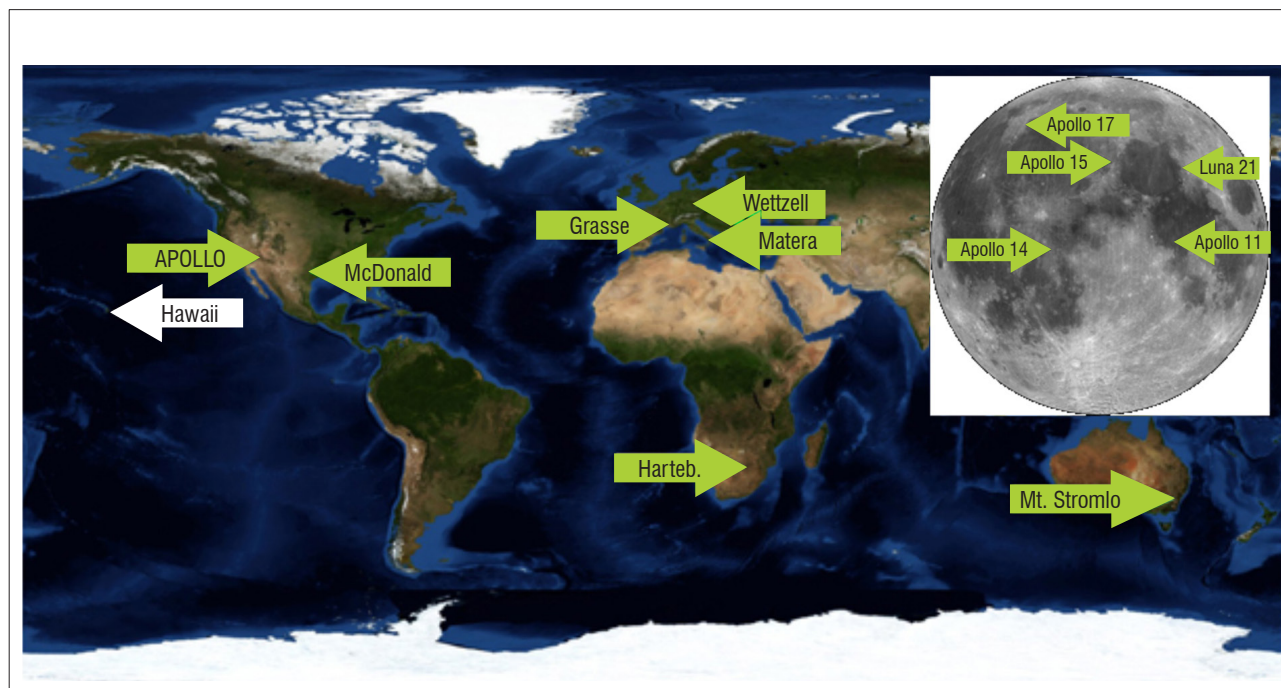 Apollo 17
Apollo 15
Luna 21
Apollo 14
Apollo 11
Wettzell
Grasse
Matera
APOLLO
McDonald
Hawaii
Harteb.
Mt. Stromlo